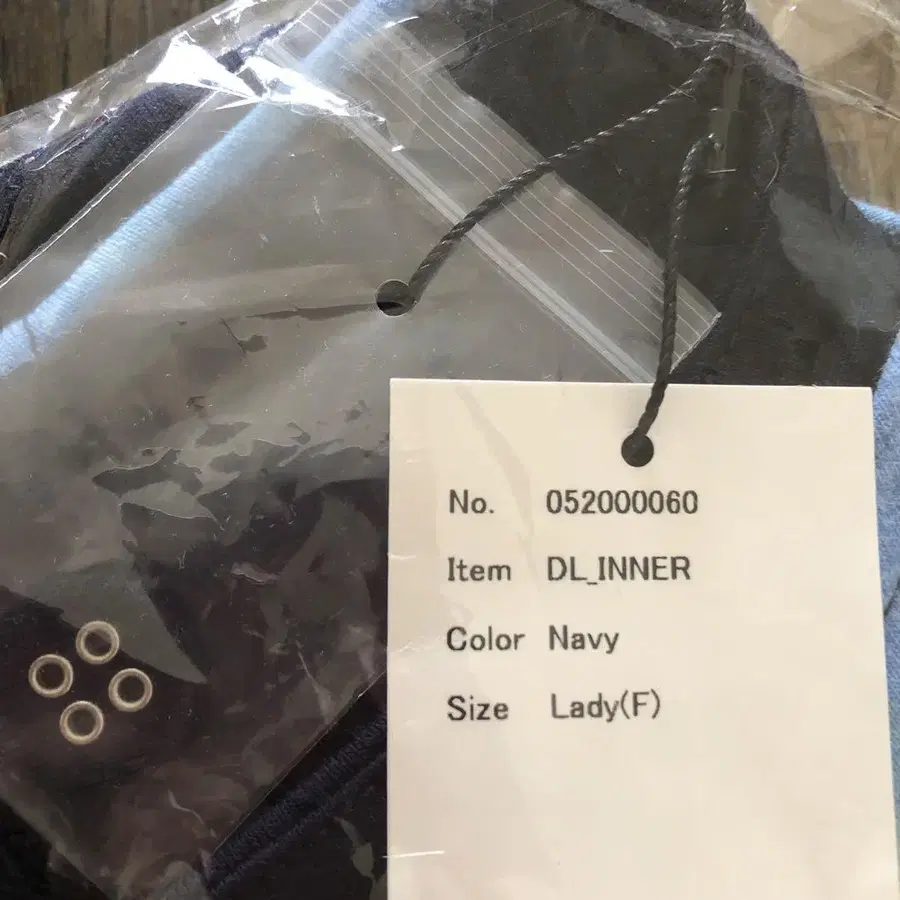 No. 052000060
Item DL_INNER
Color Navy
Size Lady(F)